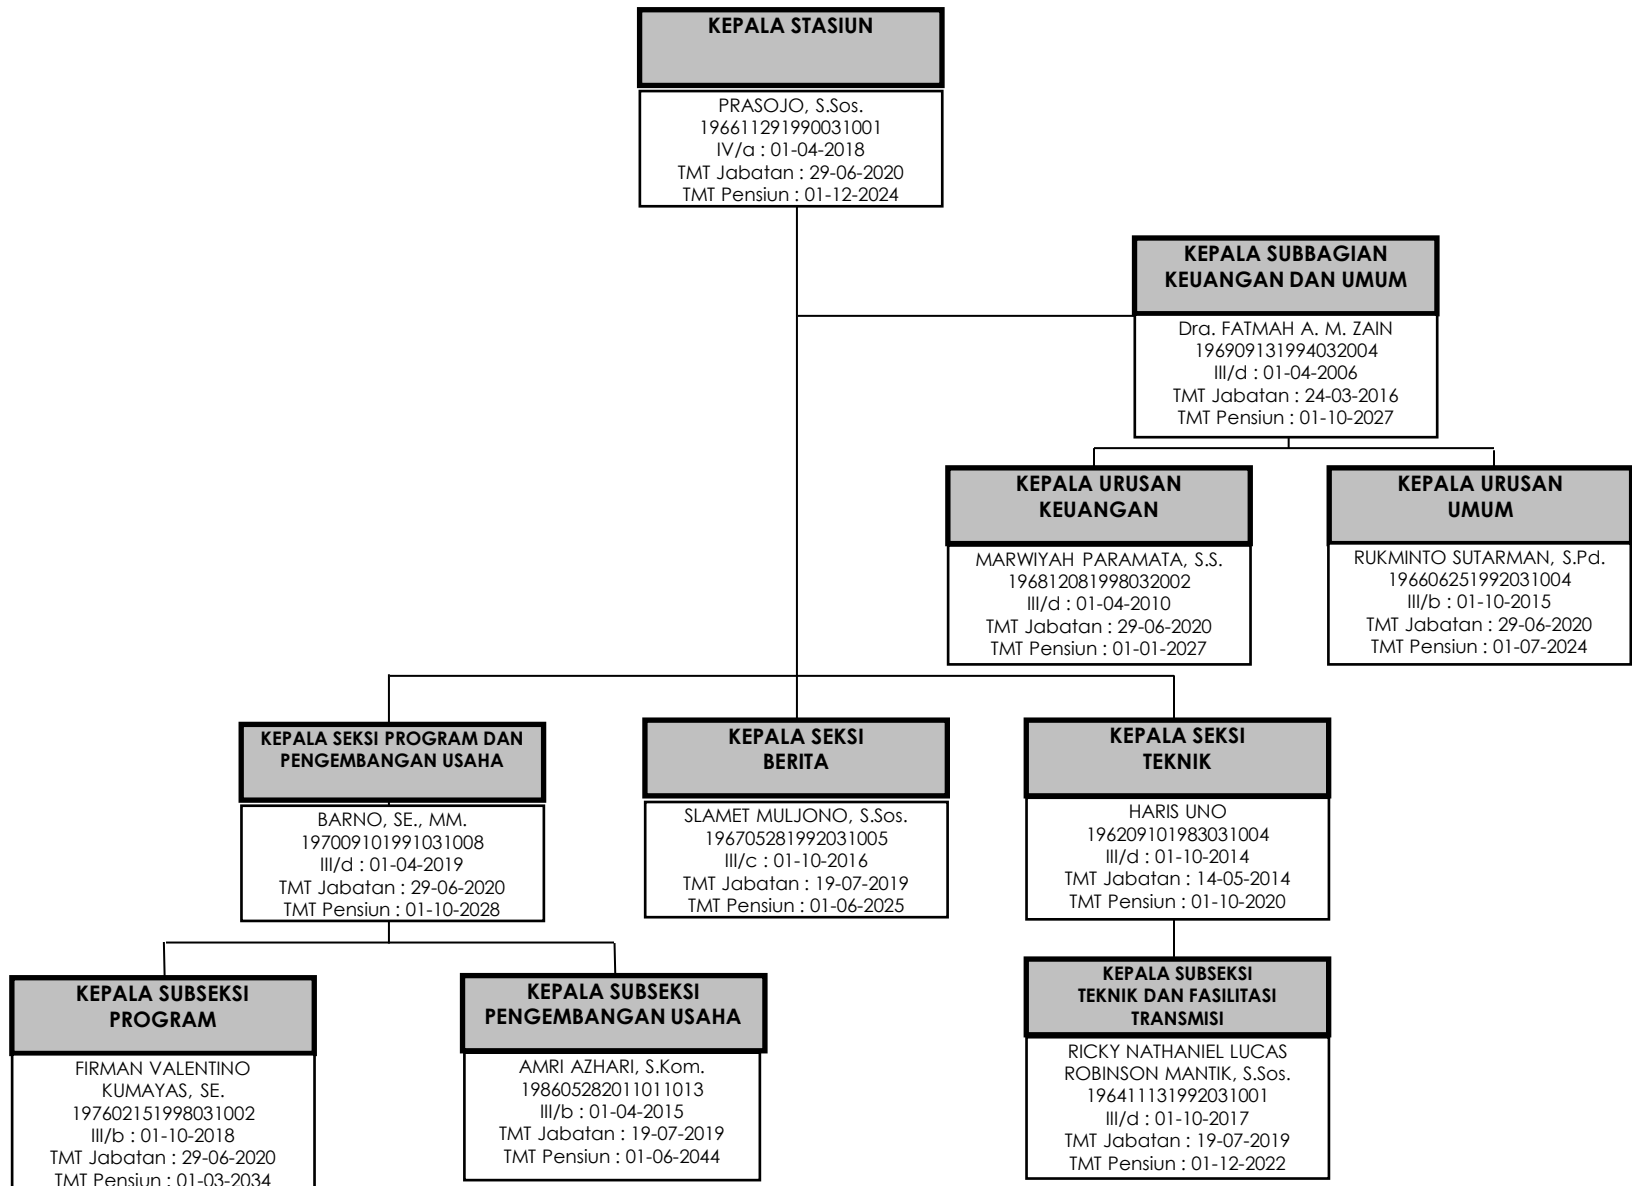 KEPALA STASIUN
PRASOJO, S.Sos.
196611291990031001
IV/a : 01-04-2018
TMT Jabatan : 29-06-2020
TMT Pensiun : 01-12-2024
KEPALA SUBBAGIAN
KEUANGAN DAN UMUM
Dra. FATMAH A. M. ZAIN
196909131994032004
III/d : 01-04-2006
TMT Jabatan : 24-03-2016
TMT Pensiun : 01-10-2027
KEPALA URUSAN
KEUANGAN
MARWIYAH PARAMATA, S.S.
196812081998032002
III/d : 01-04-2010
TMT Jabatan : 29-06-2020
TMT Pensiun : 01-01-2027
KEPALA URUSAN
UMUM
RUKMINTO SUTARMAN, S.Pd.
196606251992031004
III/b : 01-10-2015
TMT Jabatan : 29-06-2020
TMT Pensiun : 01-07-2024
KEPALA SEKSI PROGRAM DAN
PENGEMBANGAN USAHA
BARNO, SE., MM.
197009101991031008
III/d : 01-04-2019
TMT Jabatan : 29-06-2020
TMT Pensiun : 01-10-2028
KEPALA SEKSI
BERITA
SLAMET MULJONO, S.Sos.
196705281992031005
III/c : 01-10-2016
TMT Jabatan : 19-07-2019
TMT Pensiun : 01-06-2025
KEPALA SEKSI
TEKNIK
HARIS UNO
196209101983031004
III/d : 01-10-2014
TMT Jabatan : 14-05-2014
TMT Pensiun : 01-10-2020
KEPALA SUBSEKSI
PROGRAM
FIRMAN VALENTINO
KUMAYAS, SE.
197602151998031002
III/b : 01-10-2018
TMT Jabatan : 29-06-2020
TMT Pensiun : 01-03-2034
KEPALA SUBSEKSI
PENGEMBANGAN USAHA
AMRI AZHARI, S.Kom.
198605282011011013
III/b : 01-04-2015
TMT Jabatan : 19-07-2019
TMT Pensiun : 01-06-2044
KEPALA SUBSEKSI
TEKNIK DAN FASILITASI
TRANSMISI
RICKY NATHANIEL LUCAS
ROBINSON MANTIK, S.Sos.
196411131992031001
III/d : 01-10-2017
TMT Jabatan : 19-07-2019
TMT Pensiun : 01-12-2022